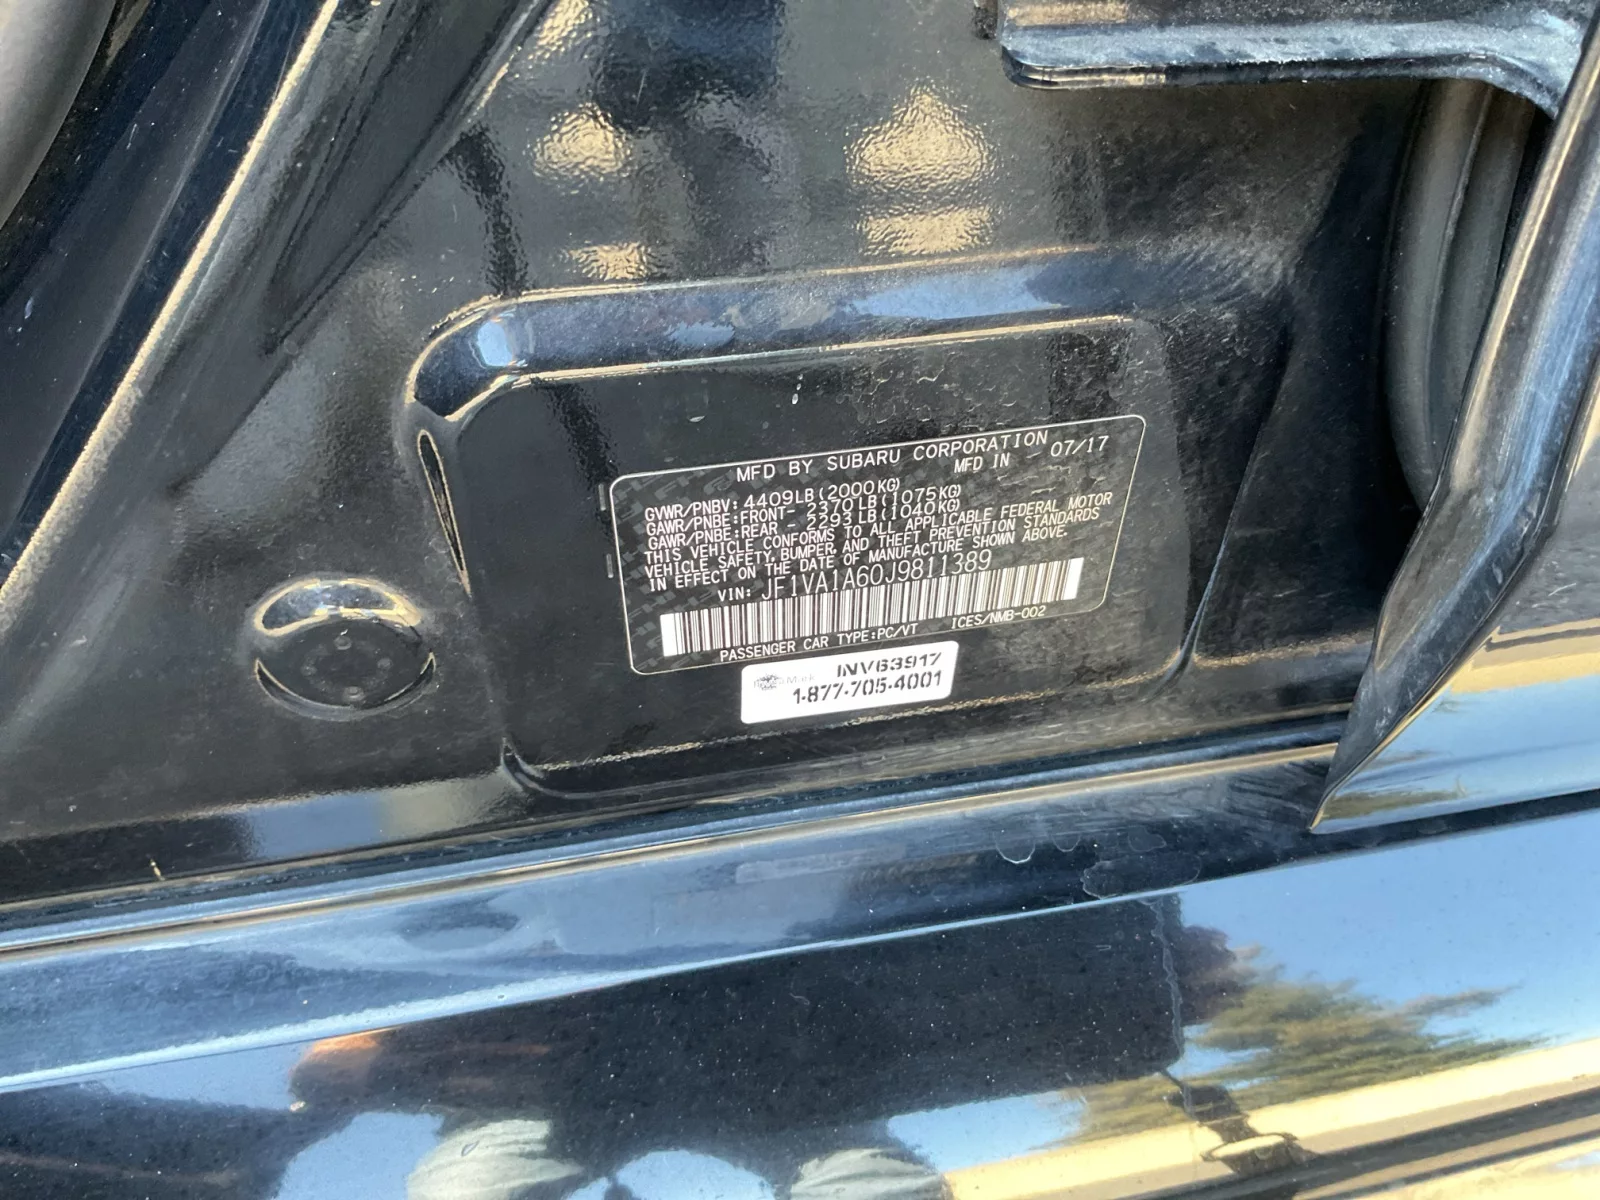 MFD BY SUBARU CORPORATION
MFD IN 07/17
GVWR/PNBV: 4409LB(2000KG)
GAWR/PNBE:FRONT- 2370LB(1075KG)
GAWR/PNBE:REAR - 2293LB(1040KG)
THIS VEHICLE CONFORMS TO ALL APPLICABLE FEDERAL MOTOR
VEHICLE SAFETY, BUMPER, AND THEFT PREVENTION STANDARDS
IN EFFECT ON THE DATE OF MANUFACTURE SHOWN ABOVE.
VIN: JF1VA1A60J9811389
PASSENGER CAR TYPE:PC/VT ICES/NMB-002
INV63917
1-877-705-4001